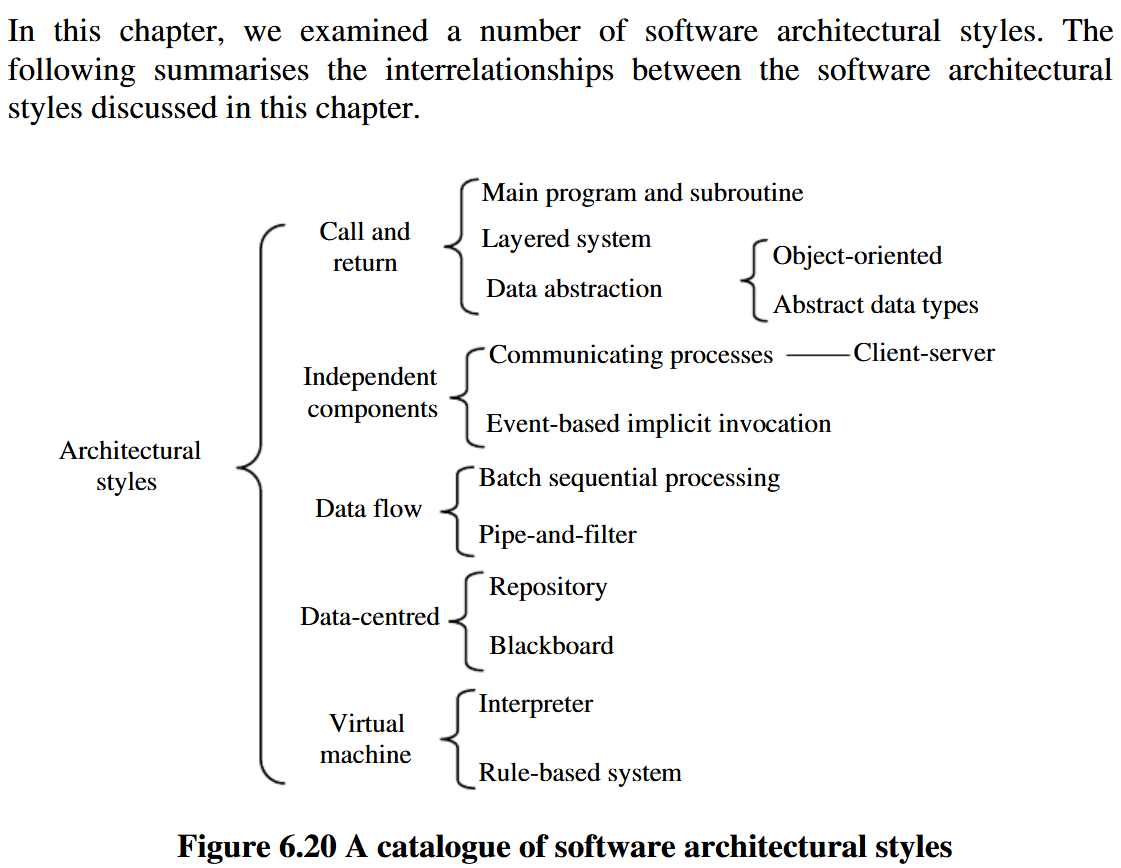 In this chapter, we examined a number of software architectural styles. The
following summarises the interrelationships between the software architectural
styles discussed in this chapter.
Architectural
styles
Call and
return
Main program and subroutine
Layered system
Data abstraction
Object-oriented
Abstract data types
Independent
components
Communicating processes
Client-server
Event-based implicit invocation
Data flow
Batch sequential processing
Pipe-and-filter
Data-centred
Repository
Blackboard
Virtual
machine
Interpreter
Rule-based system
Figure 6.20 A catalogue of software architectural styles